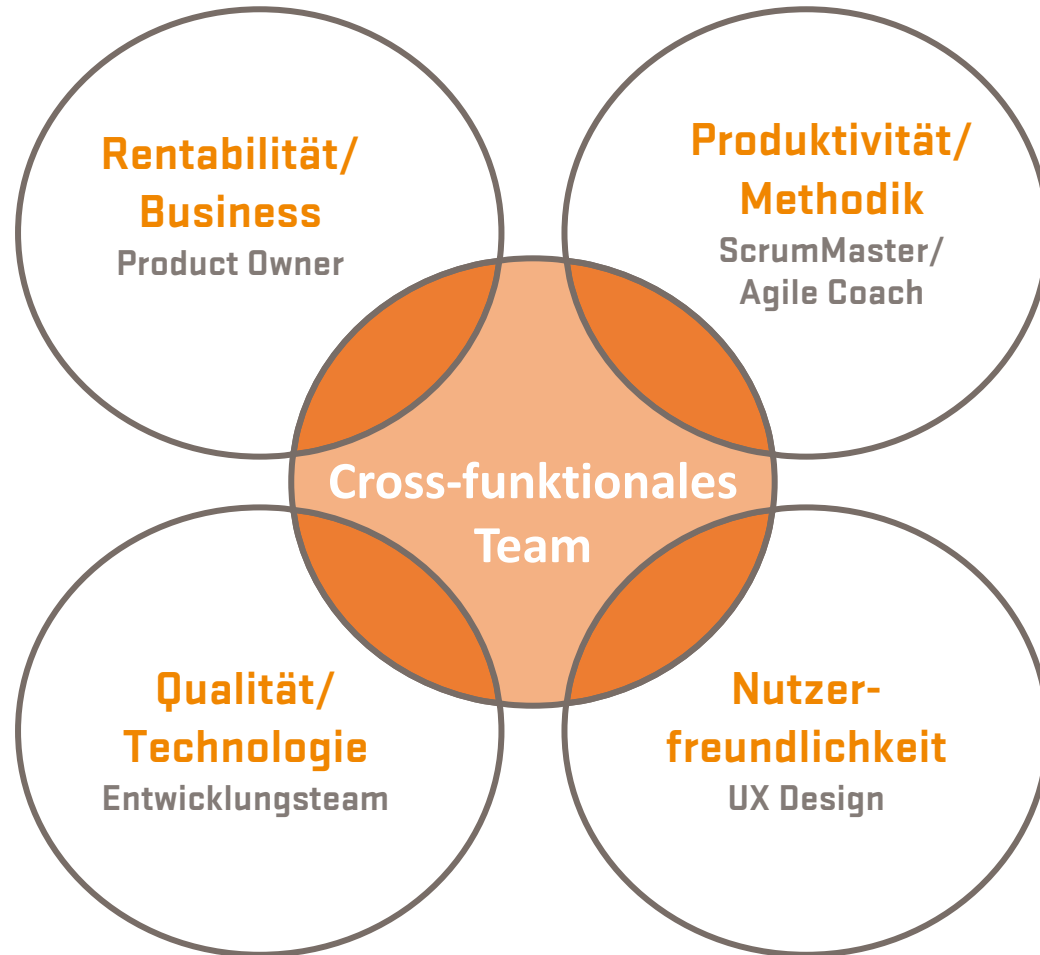 Rentabilität/
Business
Product Owner
Produktivität/
Methodik
ScrumMaster/
Agile Coach
Cross-funktionales
Team
Qualität/
Technologie
Entwicklungsteam
Nutzer-
freundlichkeit
UX Design